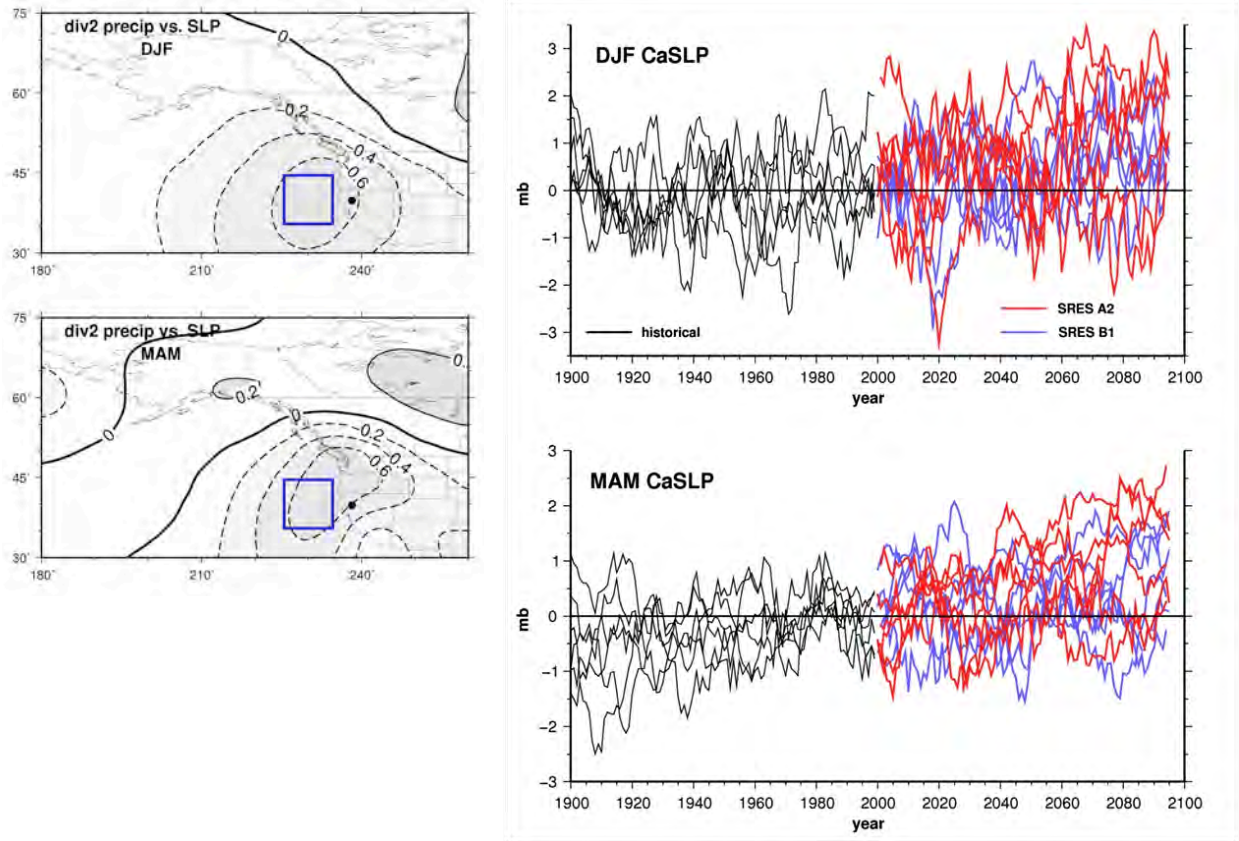 75°
60°
45°
30°
180°
210°
240°
div2 precip vs. SLP
DJF
0
-0.2
-0.4
-0.6
75°
60°
45°
30°
180°
210°
240°
div2 precip vs. SLP
MAM
0
0.2
0
-0.2
-0.4
-0.6
DJF CaSLP
3
2
1
0
-1
-2
-3
mb
historical
SRES A2
SRES B1
1900 1920 1940 1960 1980 2000 2020 2040 2060 2080 2100
year
MAM CaSLP
3
2
1
0
-1
-2
-3
mb
1900 1920 1940 1960 1980 2000 2020 2040 2060 2080 2100
year